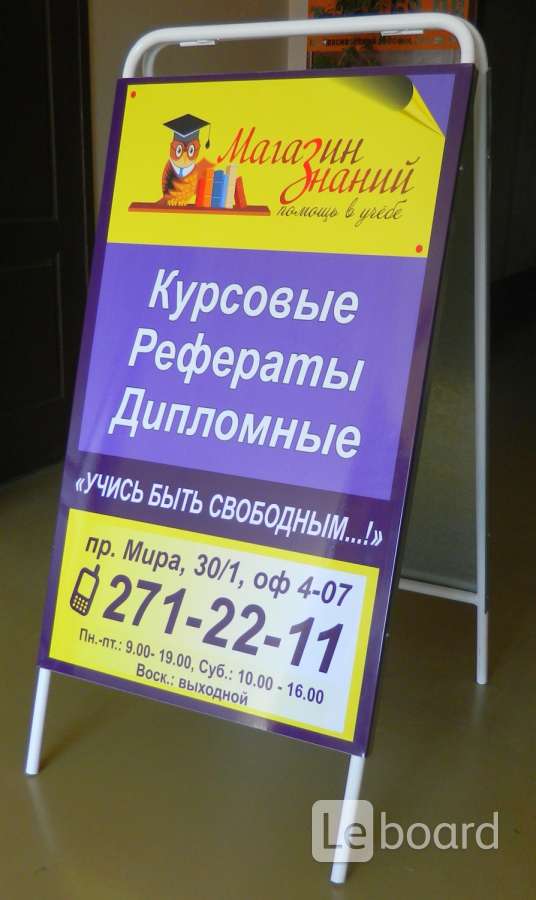 Магазин
Знаний
помощь в учёбе
Курсовые
Рефераты
Дипломные
«УЧИСЬ БЫТЬ СВОБОДНЫМ...!»
пр. Мира, 30/1, оф 4-07
271-22-11
Пн.-пт.: 9.00- 19.00, Суб.: 10.00 - 16.00
Воск.: выходной
Leboard